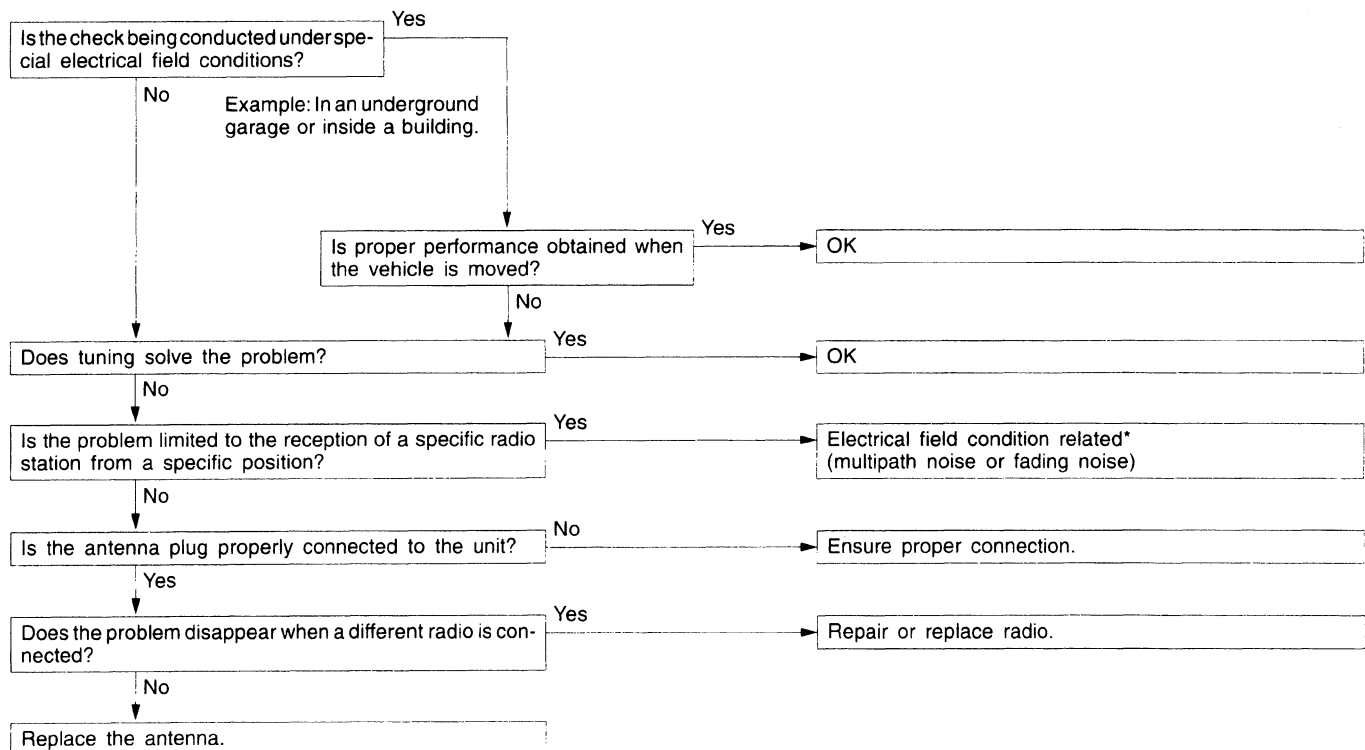 Yes
Is the check being conducted under spe-
cial electrical field conditions?
No
Example: In an underground
garage or inside a building.
Is proper performance obtained when
the vehicle is moved?
Yes
OK
No
Does tuning solve the problem?
Yes
OK
No
Is the problem limited to the reception of a specific radio
station from a specific position?
Yes
Electrical field condition related*
(multipath noise or fading noise)
No
Is the antenna plug properly connected to the unit?
No
Ensure proper connection.
Yes
Does the problem disappear when a different radio is con-
nected?
Yes
Repair or replace radio.
No
Replace the antenna.